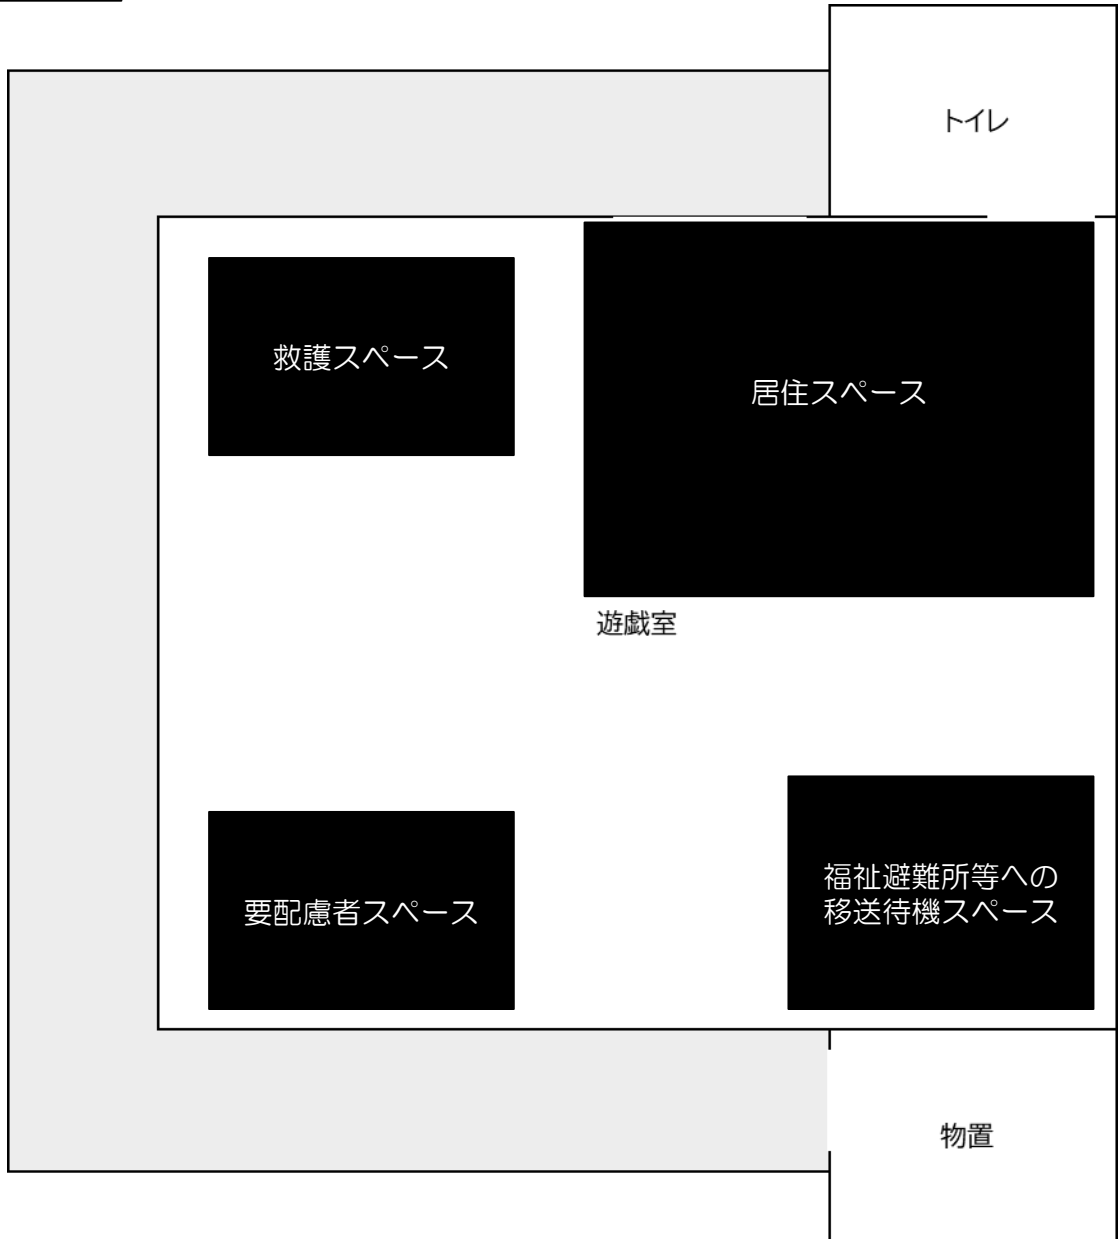 トイレ
救護スペース
居住スペース
遊戯室
要配慮者スペース
福祉避難所等への
移送待機スペース
物置